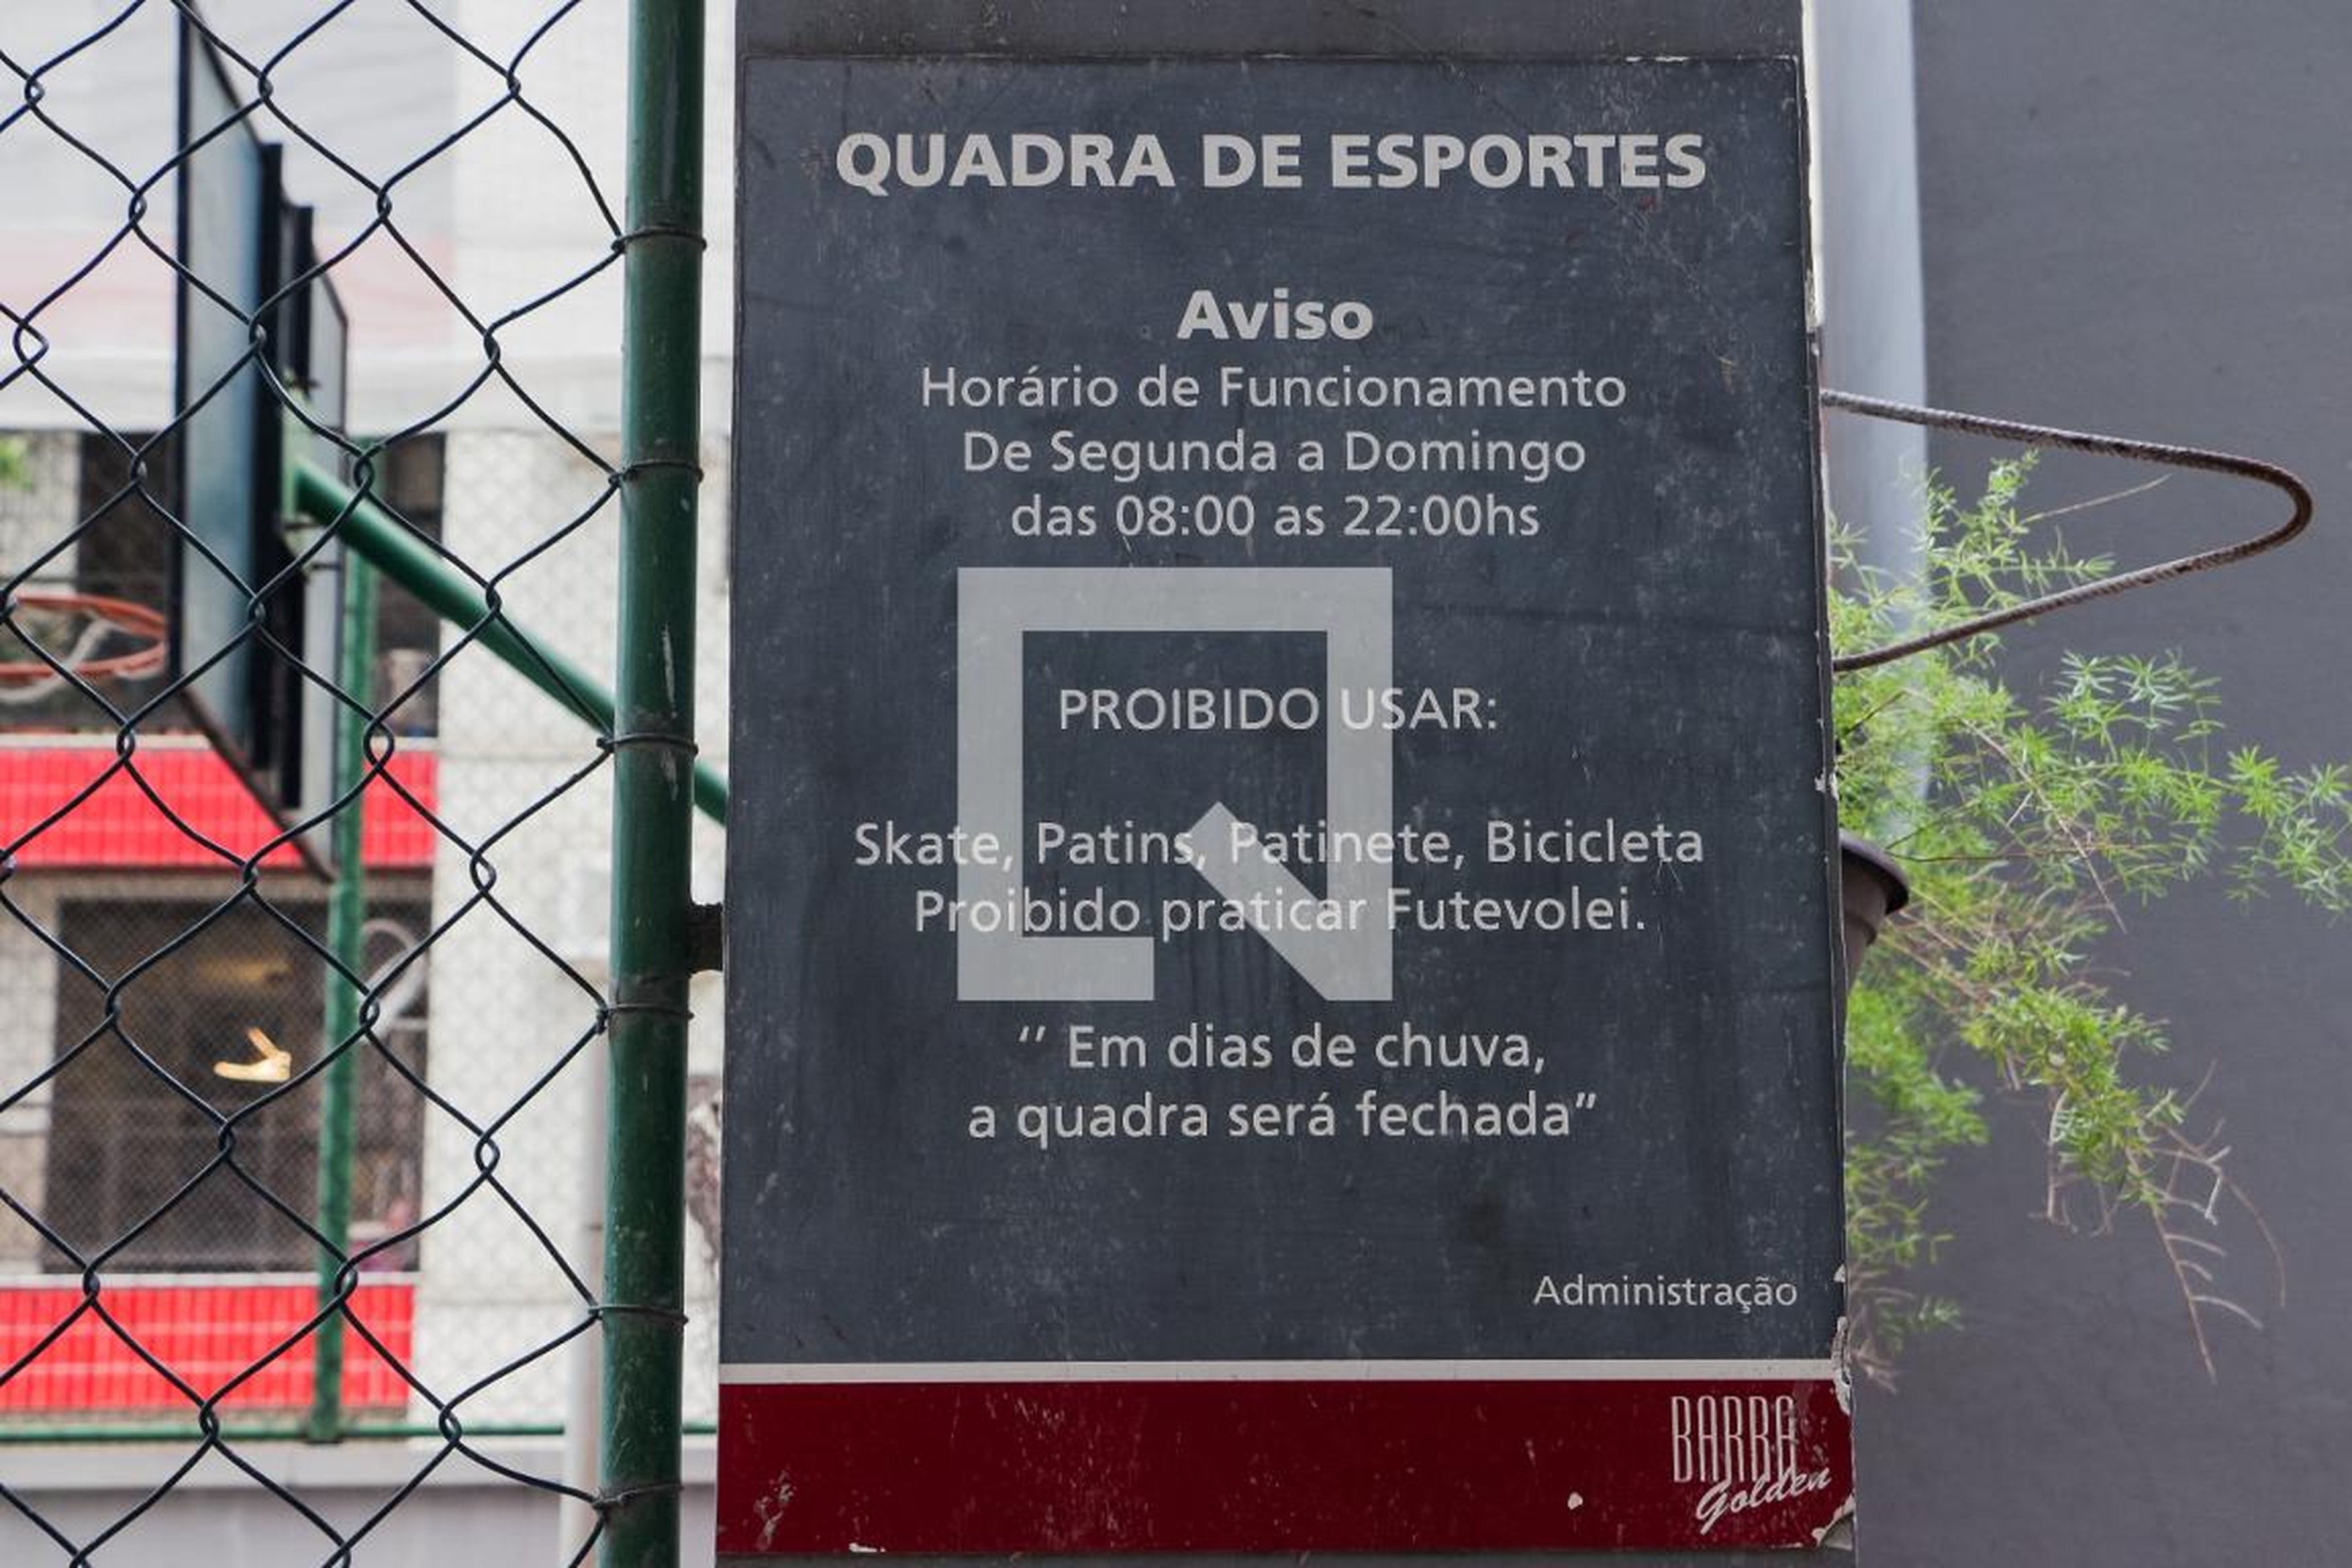 QUADRA DE ESPORTES
Aviso
Horário de Funcionamento
De Segunda a Domingo
das 08:00 as 22:00hs
PROIBIDO USAR:
Skate, Patins, Patinete, Bicicleta
Proibido praticar Futevolei.
‘’ Em dias de chuva,
a quadra será fechada”
Administração
BARRA
Golden